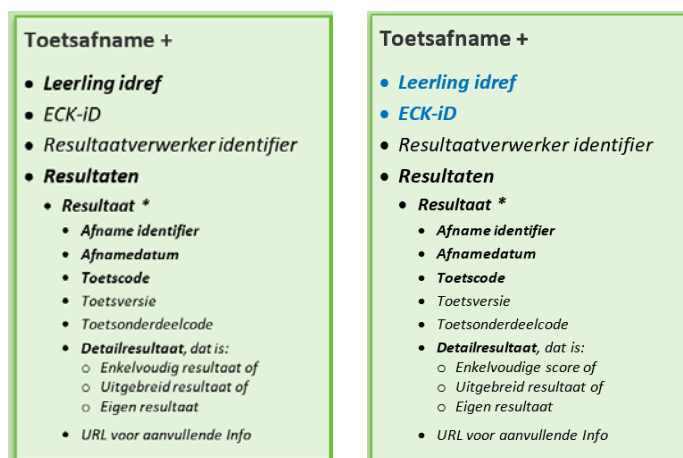 Toetsafname +
• Leerling idref
• ECK-iD
• Resultaatverwerker identifier
• Resultaten
• Resultaat *
• Afname identifier
• Afnamedatum
• Toetscode
• Toetsversie
• Toetsonderdeelcode
• Detailresultaat, dat is:
o Enkelvoudig resultaat of
o Uitgebreid resultaat of
o Eigen resultaat
• URL voor aanvullende Info
Toetsafname +
• Leerling idref
• ECK-iD
• Resultaatverwerker identifier
• Resultaten
• Resultaat *
• Afname identifier
• Afnamedatum
• Toetscode
• Toetsversie
• Toetsonderdeelcode
• Detailresultaat, dat is:
o Enkelvoudige score of
o Uitgebreid resultaat of
o Eigen resultaat
• URL voor aanvullende Info